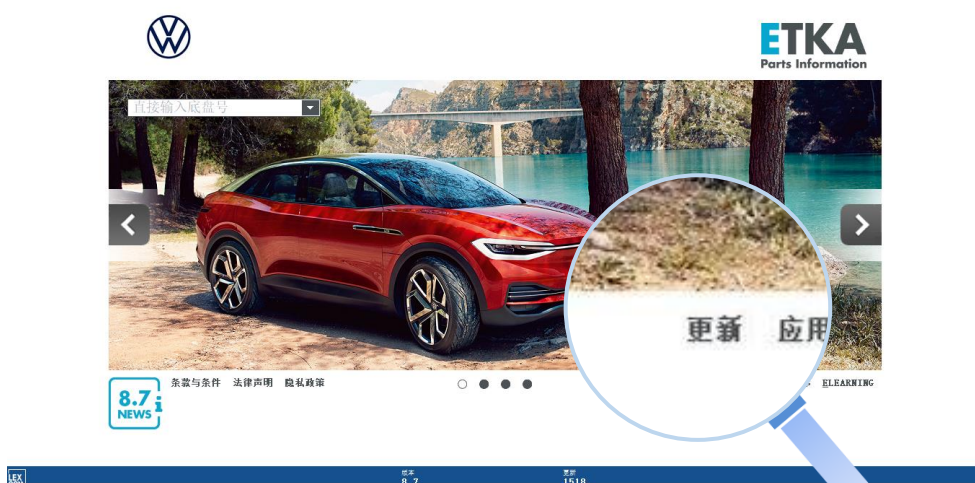 ETKA
Parts Information
直接输入底盘号
更新 应用
条款与条件 法律声明 隐私政策
ELEARNING
8.7
NEWS i
版本
8.7
更新
1518
LEX